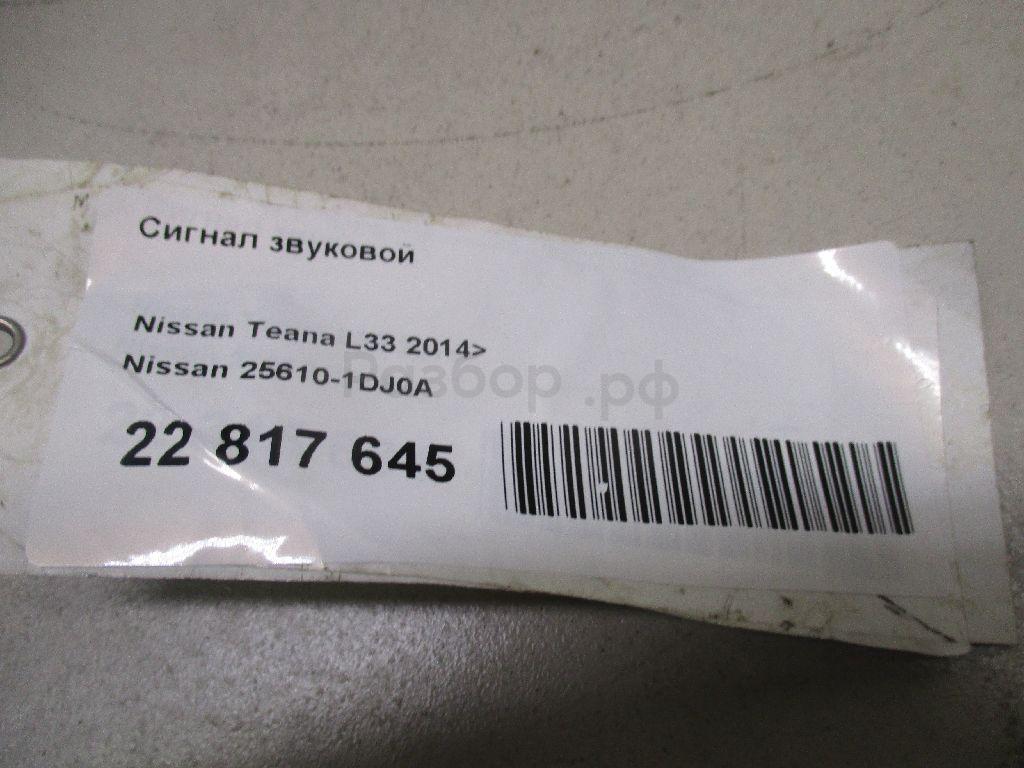 Сигнал звуковой
Nissan Teana L33 2014>
Nissan 25610-1DJ0A
Разбор.рф
22 817 645